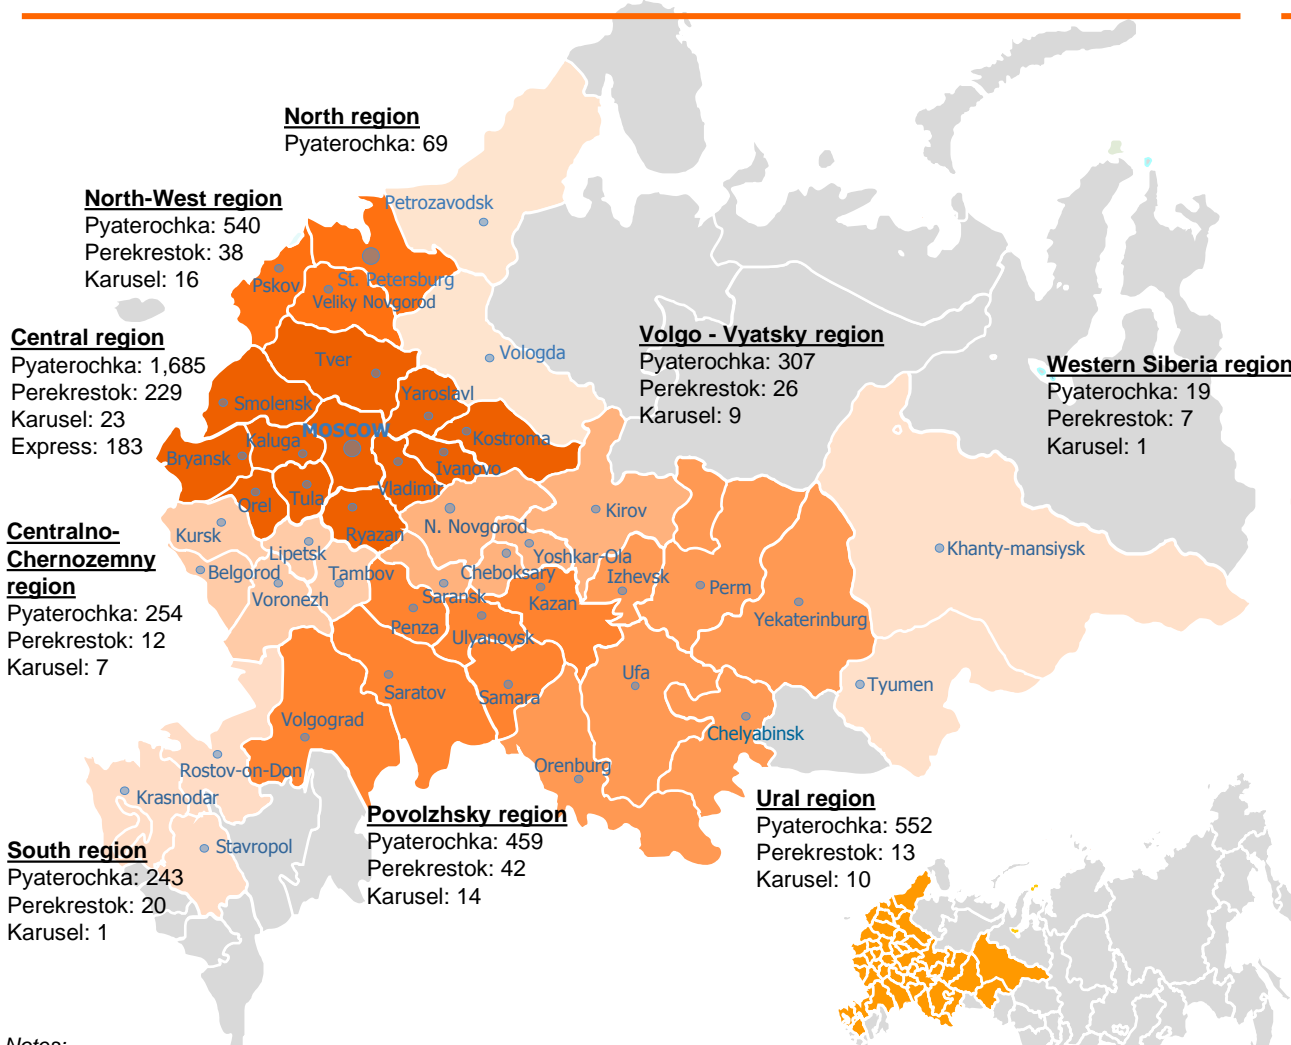 North region
Pyaterochka: 69
North-West region
Pyaterochka: 540
Perekrestok: 38
Karusel: 16
Central region
Pyaterochka: 1,685
Perekrestok: 229
Karusel: 23
Express: 183
Centralno-
Chernozemny
region
Pyaterochka: 254
Perekrestok: 12
Karusel: 7
South region
Pyaterochka: 243
Perekrestok: 20
Karusel: 1
Volgo - Vyatsky region
Pyaterochka: 307
Perekrestok: 26
Karusel: 9
Western Siberia region
Pyaterochka: 19
Perekrestok: 7
Karusel: 1
Povolzhsky region
Pyaterochka: 459
Perekrestok: 42
Karusel: 14
Ural region
Pyaterochka: 552
Perekrestok: 13
Karusel: 10
Petrozavodsk
St. Petersburg
Pskov
Veliky Novgorod
Vologda
Tver
Yaroslavl
Smolensk
MOSCOW
Kostroma
Kaluga
Bryansk
Ivanovo
Vladimir
Orel
Tula
Ryazan
N. Novgorod
Kirov
Kursk
Lipetsk
Yoshkar-Ola
Belgorod
Tambov
Cheboksary
Izhevsk
Perm
Khanty-mansiysk
Voronezh
Saransk
Kazan
Penza
Ulyanovsk
Yekaterinburg
Ufa
Saratov
Samara
Tyumen
Volgograd
Chelyabinsk
Rostov-on-Don
Orenburg
Krasnodar
Stavropol
Notes: